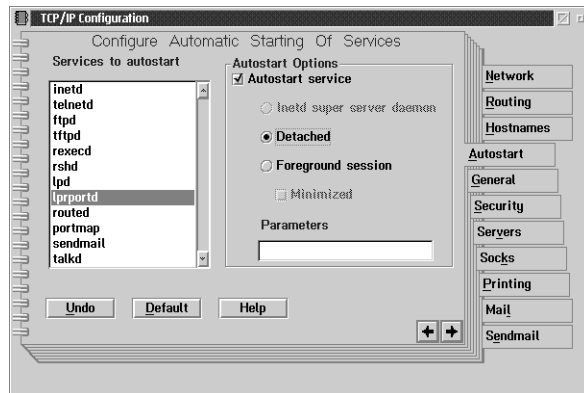 TCP/IP Configuration
Configure Automatic Starting Of Services
Services to autostart
inetd
telnetd
ftpd
tftpd
rexecd
rshd
lpd
lprportd
routed
portmap
sendmail
talkd
Autostart Options
Autostart service
Inetd super server daemon
Detached
Foreground session
Minimized
Parameters
Undo
Default
Help
Network
Routing
Hostnames
Autostart
General
Security
Servers
Socks
Printing
Mail
Sendmail